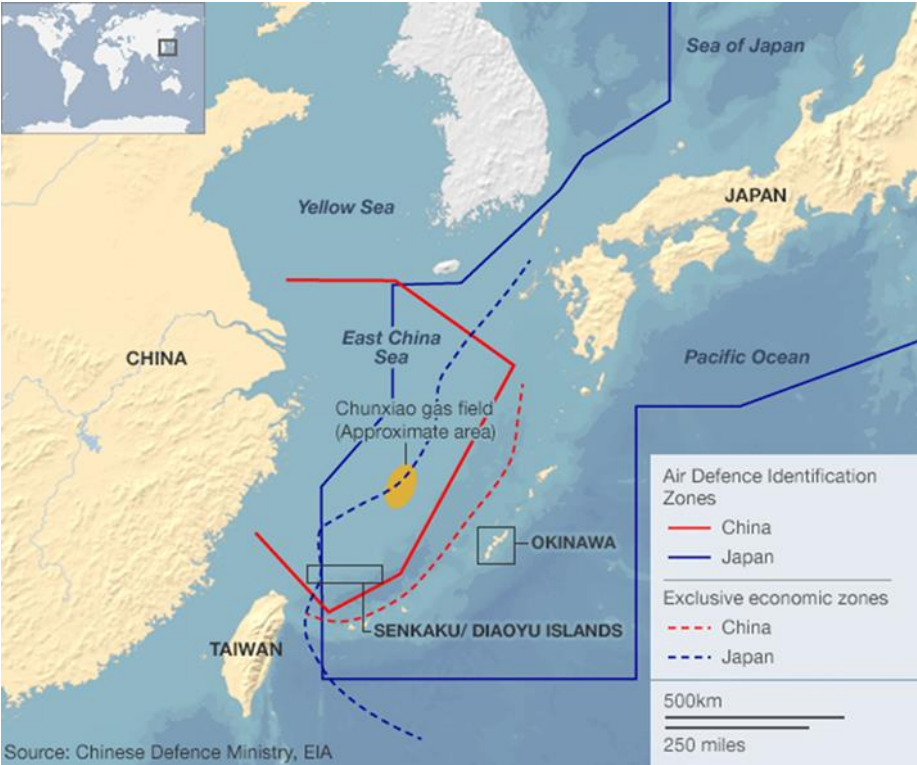 Sea of Japan
JAPAN
Yellow Sea
East China
Sea
Pacific Ocean
CHINA
Chunxiao gas field
(Approximate area)
OKINAWA
SENKAKU/ DIAOYU ISLANDS
TAIWAN
Air Defence Identification
Zones
China
Japan
Exclusive economic zones
China
Japan
500km
250 miles
Source: Chinese Defence Ministry, EIA